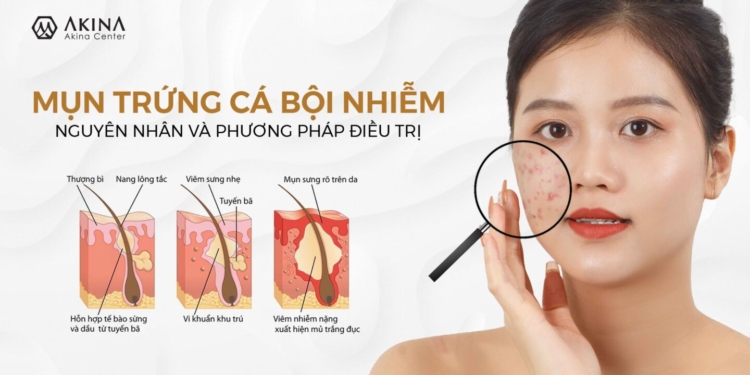 AKINA
Akina Center
MỤN TRỨNG CÁ BỘI NHIỄM
NGUYÊN NHÂN VÀ PHƯƠNG PHÁP ĐIỀU TRỊ
Thượng bì
Nang lông tắc
Viêm sưng nhẹ
Tuyến bã
Mụn sưng rõ trên da
Hỗn hợp tế bào sừng
và dầu từ tuyến bã
Vi khuẩn khu trú
Viêm nhiễm nặng
xuất hiện mủ trắng đục